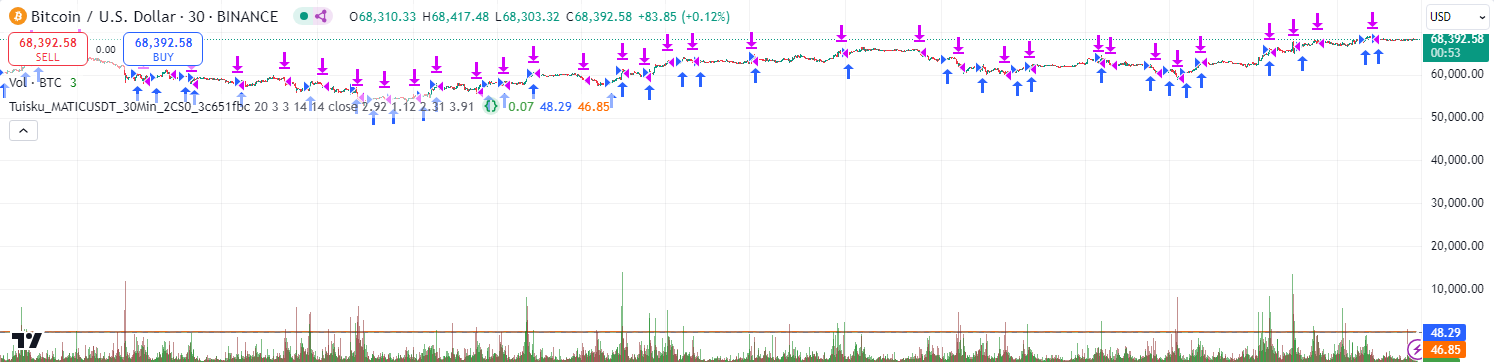 Bitcoin / U.S. Dollar · 30 · BINANCE O68,310.33 H68,417.48 L68,303.32 C68,392.58 +83.85 (+0.12%)
USD
68,392.58 SELL
0.00
68,392.58 BUY
Vol · BTC 3
Tuisku_MATICUSDT_30Min_2CS0_3c651fbc 20 3 3 14 14 close 2.92 1.12 2.31 3.91 {} 0.07 48.29 46.85
68,392.58
00:53
60,000.00
50,000.00
40,000.00
30,000.00
20,000.00
10,000.00
48.29
46.85